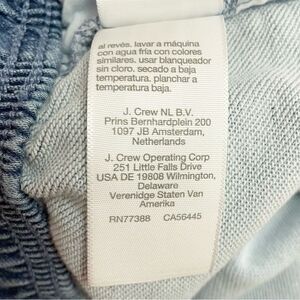 al revés. lavar a máquina
con agua fría con colores
similares. usar blanqueador
sin cloro. secado a baja
temperatura. planchar a
temperatura baja.
J. Crew NL B.V.
Prins Bernhardplein 200
1097 JB Amsterdam,
Netherlands
J. Crew Operating Corp
251 Little Falls Drive
USA DE 19808 Wilmington,
Delaware
Verenidge Staten Van
Amerika
RN77388 CA56445